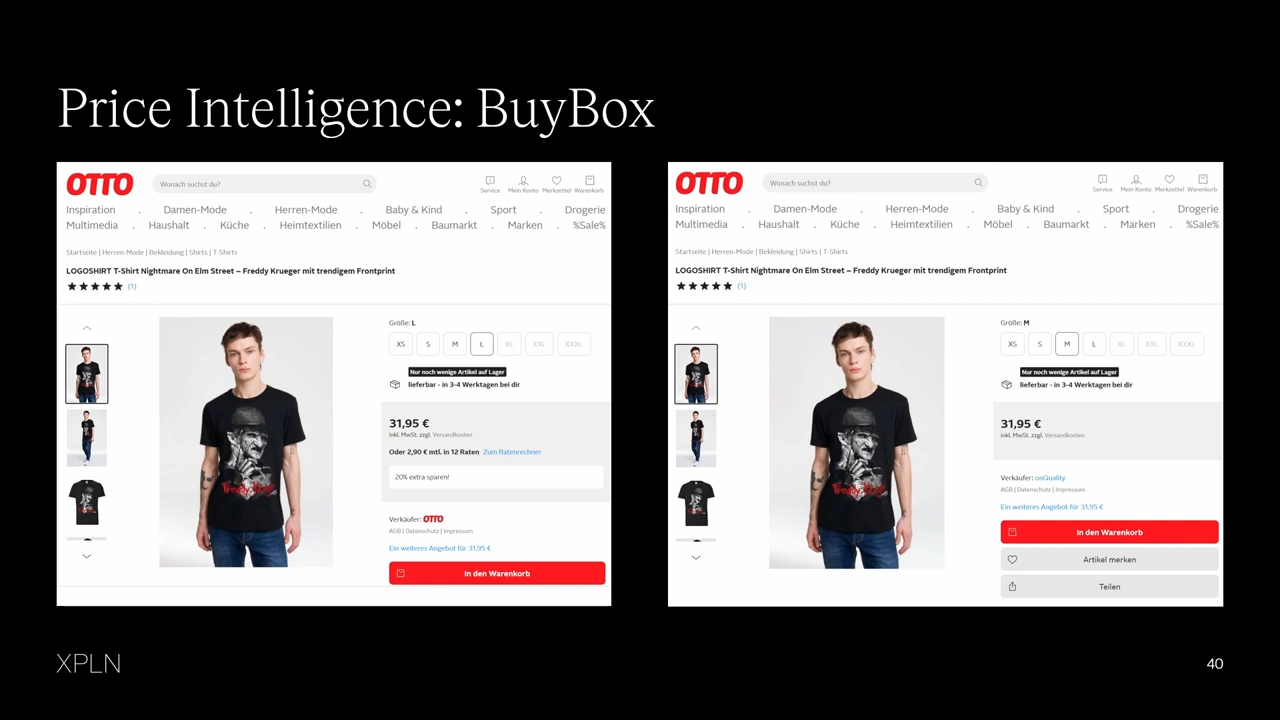 Price Intelligence: BuyBox
OTTO
Wonach suchst du?
Service
Mein Konto
Merkzettel
Warenkorb
Inspiration . Damen-Mode . Herren-Mode . Baby & Kind . Sport . Drogerie
Multimedia . Haushalt . Küche . Heimtextilien . Möbel . Baumarkt . Marken . %Sale%
Startseite | Herren-Mode | Bekleidung | Shirts | T-Shirts
LOGOSHIRT T-Shirt Nightmare On Elm Street – Freddy Krueger mit trendigem Frontprint
(1)
Größe: L
XS S M L XL XXL XXXL
Nur noch wenige Artikel auf Lager
lieferbar - in 3-4 Werktagen bei dir
31,95 €
inkl. MwSt. zzgl. Versandkosten
Oder 2,90 € mtl. in 12 Raten Zum Ratenrechner
20% extra sparen!
Verkäufer: OTTO
AGB | Datenschutz | Impressum
Ein weiteres Angebot für 31,95 €
In den Warenkorb
OTTO
Wonach suchst du?
Service
Mein Konto
Merkzettel
Warenkorb
Inspiration . Damen-Mode . Herren-Mode . Baby & Kind . Sport . Drogerie
Multimedia . Haushalt . Küche . Heimtextilien . Möbel . Baumarkt . Marken . %Sale%
Startseite | Herren-Mode | Bekleidung | Shirts | T-Shirts
LOGOSHIRT T-Shirt Nightmare On Elm Street – Freddy Krueger mit trendigem Frontprint
(1)
Größe: M
XS S M L XL XXL XXXL
Nur noch wenige Artikel auf Lager
lieferbar - in 3-4 Werktagen bei dir
31,95 €
inkl. MwSt. zzgl. Versandkosten
Verkäufer: onQuality
AGB | Datenschutz | Impressum
Ein weiteres Angebot für 31,95 €
In den Warenkorb
Artikel merken
Teilen
XPLN
40